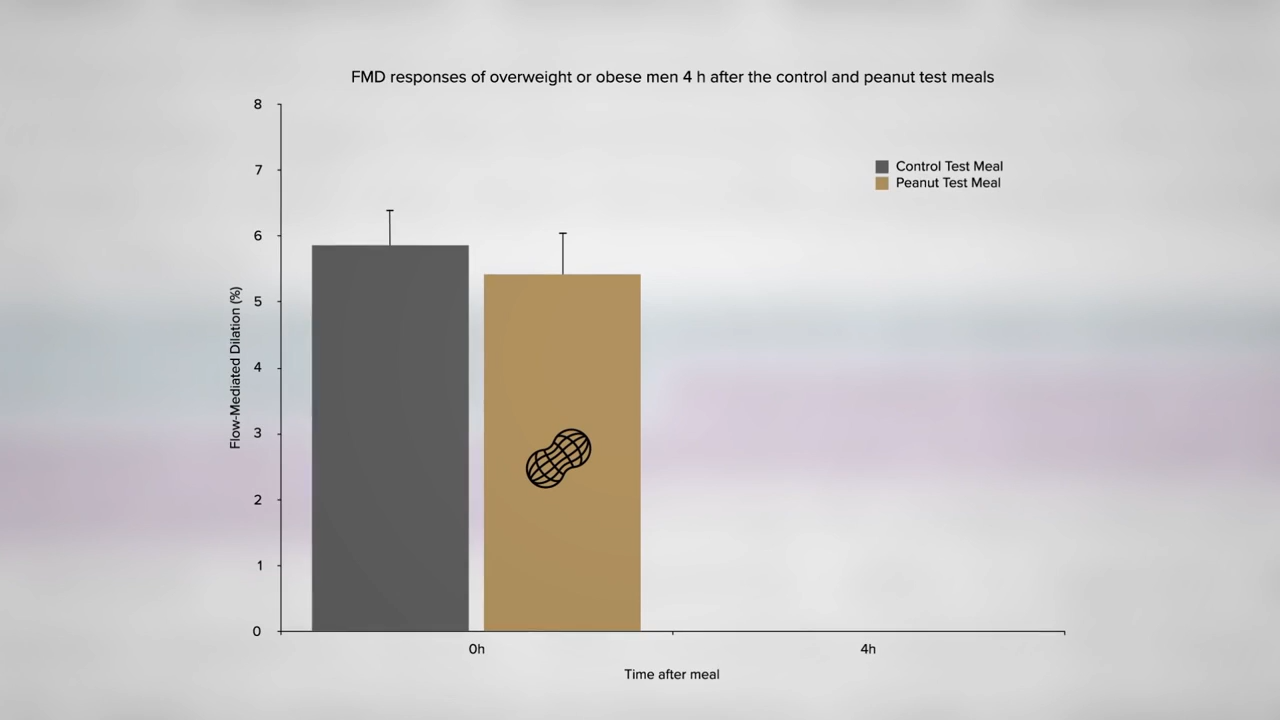 FMD responses of overweight or obese men 4 h after the control and peanut test meals
8
7
6
5
4
3
2
1
0
Flow-Mediated Dilation (%)
Control Test Meal
Peanut Test Meal
0h
4h
Time after meal